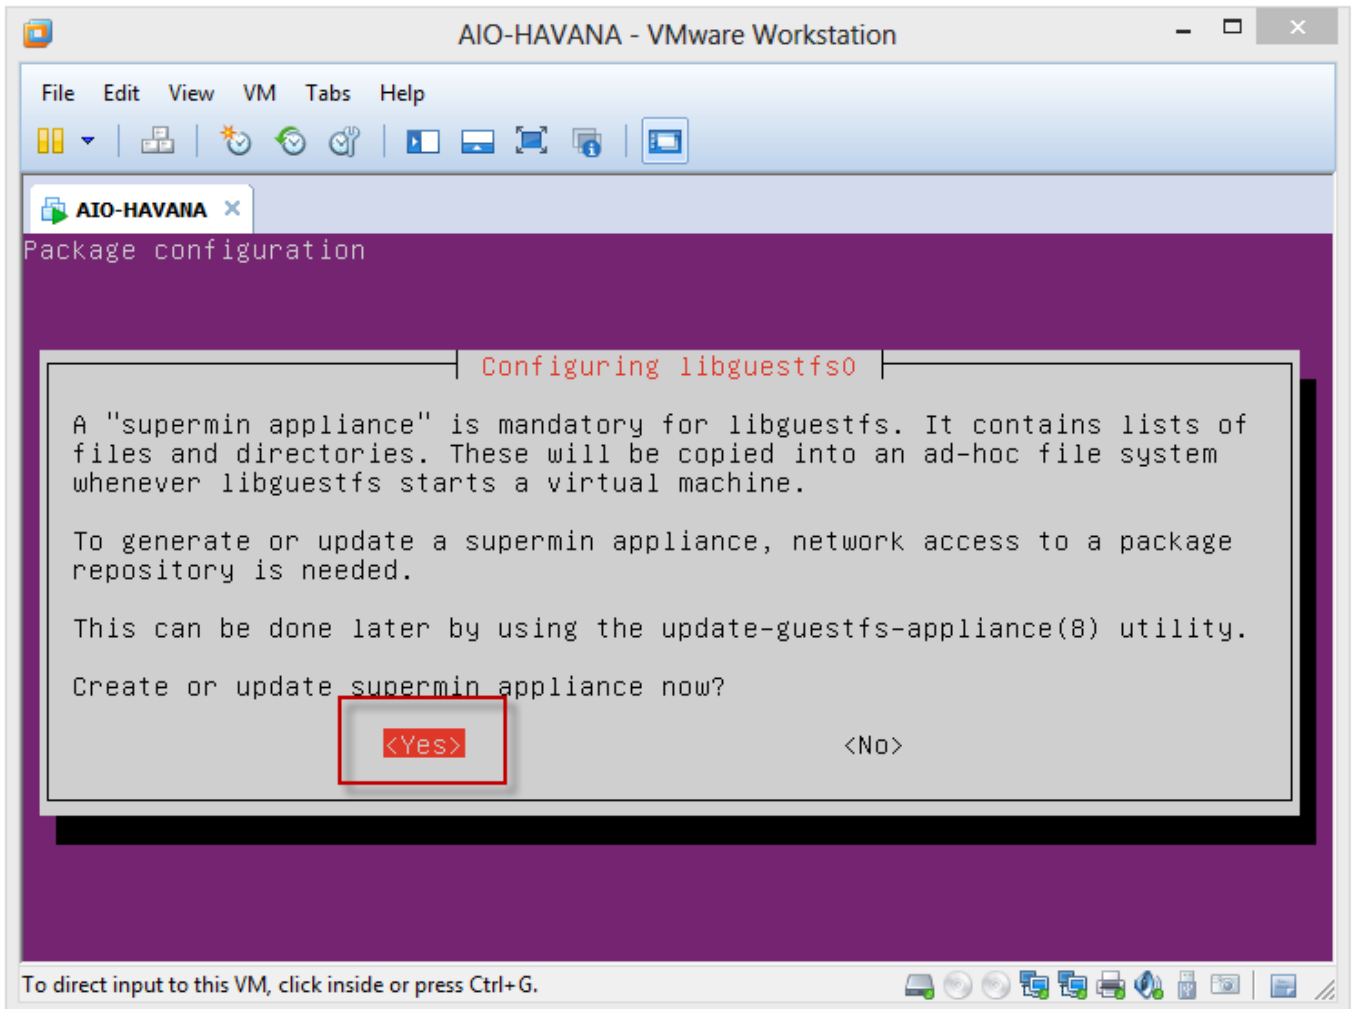 AIO-HAVANA - VMware Workstation
File Edit View VM Tabs Help
AIO-HAVANA
Package configuration
Configuring libguestfs0
A "supermin appliance" is mandatory for libguestfs. It contains lists of
files and directories. These will be copied into an ad-hoc file system
whenever libguestfs starts a virtual machine.
To generate or update a supermin appliance, network access to a package
repository is needed.
This can be done later by using the update-guestfs-appliance(8) utility.
Create or update supermin appliance now?
<Yes> <No>
To direct input to this VM, click inside or press Ctrl+G.